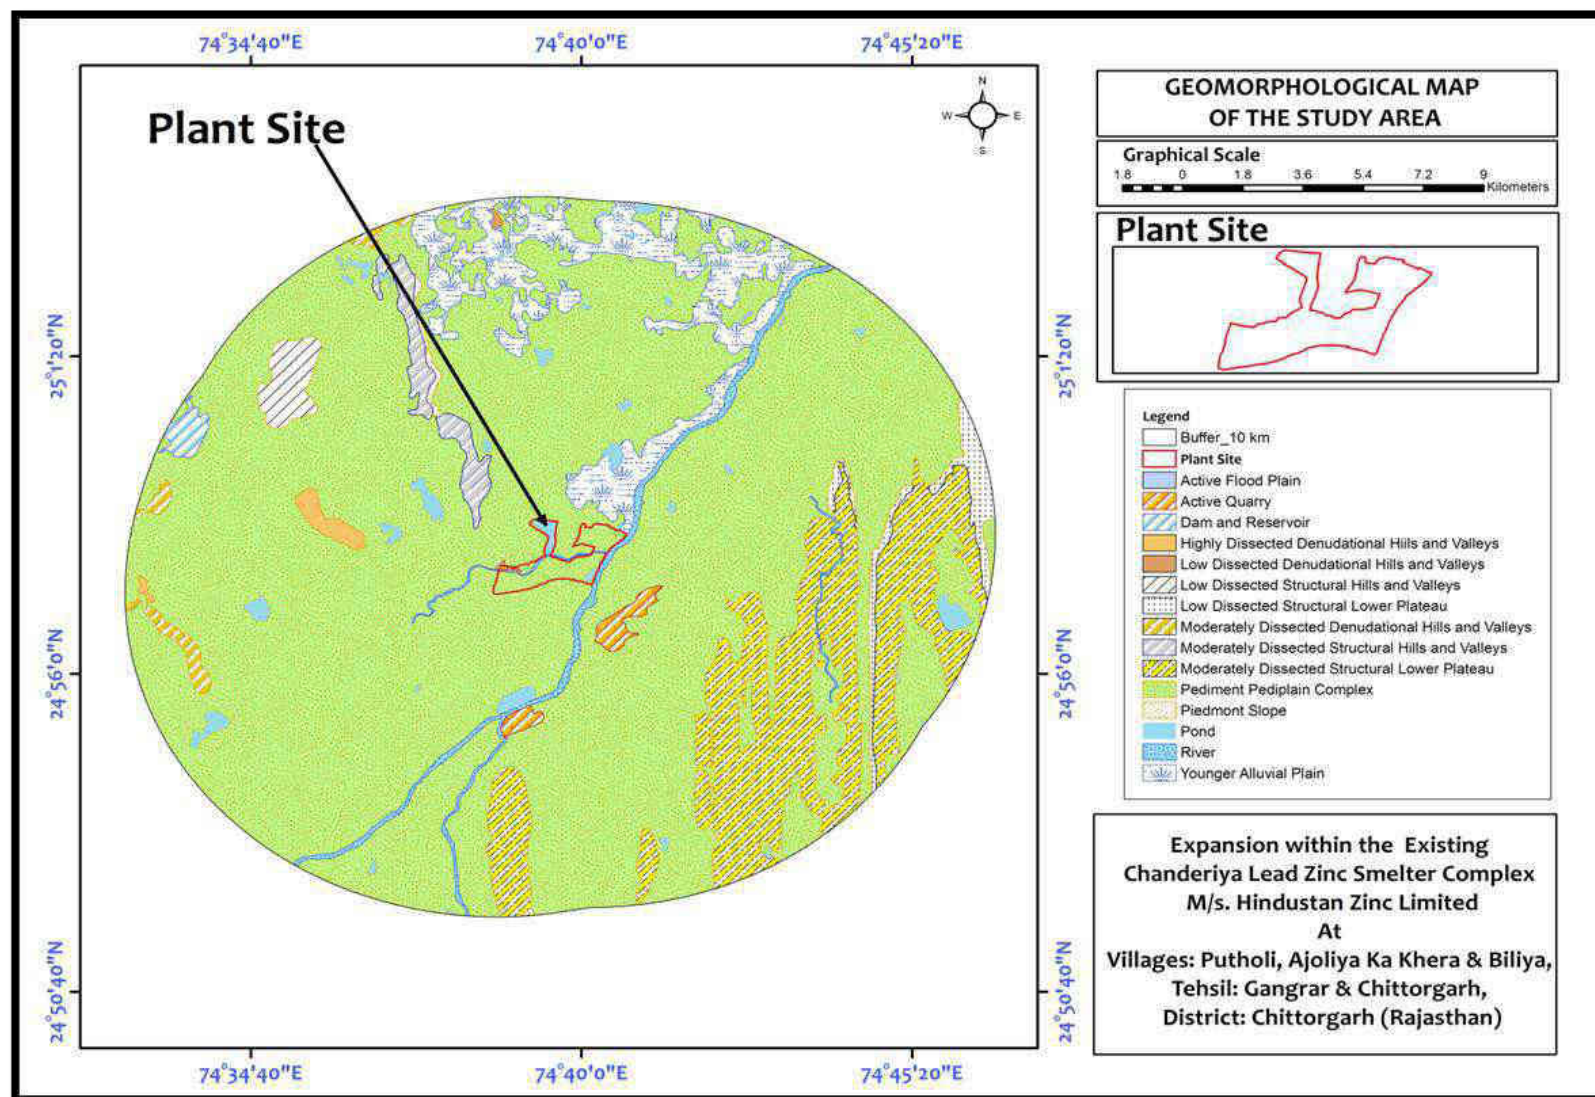 74°34'40"E 74°40'0"E 74°45'20"E
Plant Site
N
W E
S
25°1'20"N
24°56'0"N
24°50'40"N
25°1'20"N
24°56'0"N
24°50'40"N
74°34'40"E 74°40'0"E 74°45'20"E
GEOMORPHOLOGICAL MAP
OF THE STUDY AREA
Graphical Scale
1.8 0 1.8 3.6 5.4 7.2 9
Kilometers
Plant Site
Legend
Buffer_10 km
Plant Site
Active Flood Plain
Active Quarry
Dam and Reservoir
Highly Dissected Denudational Hiills and Valleys
Low Dissected Denudational Hills and Valleys
Low Dissected Structural Hills and Valleys
Low Dissected Structural Lower Plateau
Moderately Dissected Denudational Hills and Valleys
Moderately Dissected Structural Hills and Valleys
Moderately Dissected Structural Lower Plateau
Pediment Pediplain Complex
Piedmont Slope
Pond
River
Younger Alluvial Plain
Expansion within the Existing
Chanderiya Lead Zinc Smelter Complex
M/s. Hindustan Zinc Limited
At
Villages: Putholi, Ajoliya Ka Khera & Biliya,
Tehsil: Gangrar & Chittorgarh,
District: Chittorgarh (Rajasthan)